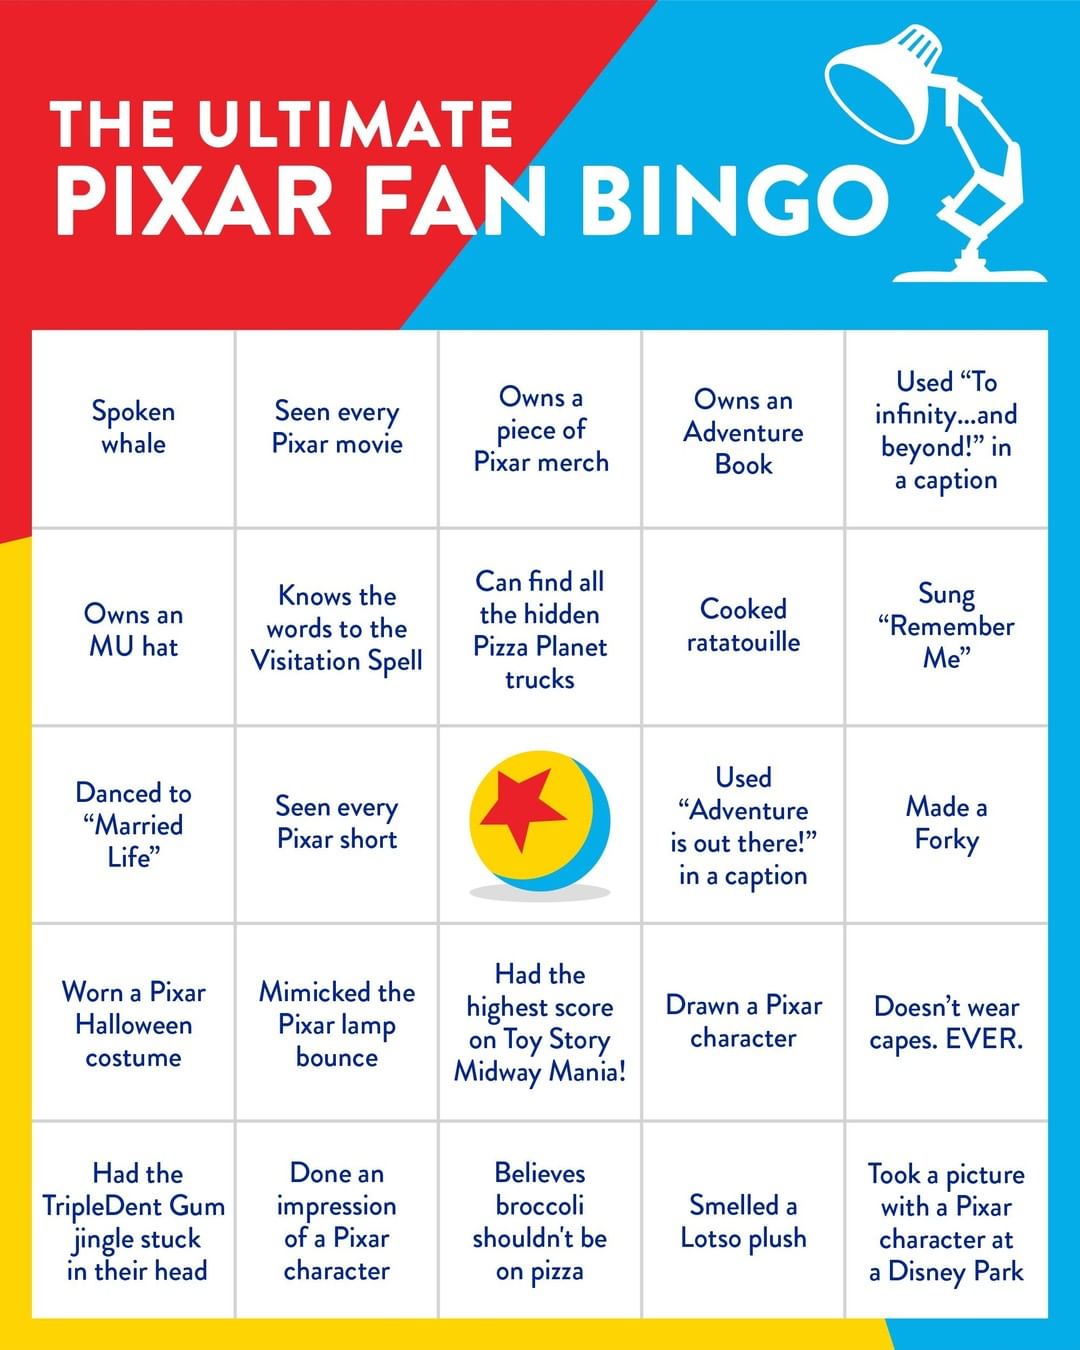 THE ULTIMATE
PIXAR FAN BINGO
Spoken
whale
Seen every
Pixar movie
Owns a
piece of
Pixar merch
Owns an
Adventure
Book
Used “To
infinity...and
beyond!” in
a caption
Owns an
MU hat
Knows the
words to the
Visitation Spell
Can find all
the hidden
Pizza Planet
trucks
Cooked
ratatouille
Sung
“Remember
Me”
Danced to
“Married
Life”
Seen every
Pixar short
Used
“Adventure
is out there!”
in a caption
Made a
Forky
Worn a Pixar
Halloween
costume
Mimicked the
Pixar lamp
bounce
Had the
highest score
on Toy Story
Midway Mania!
Drawn a Pixar
character
Doesn’t wear
capes. EVER.
Had the
TripleDent Gum
jingle stuck
in their head
Done an
impression
of a Pixar
character
Believes
broccoli
shouldn't be
on pizza
Smelled a
Lotso plush
Took a picture
with a Pixar
character at
a Disney Park